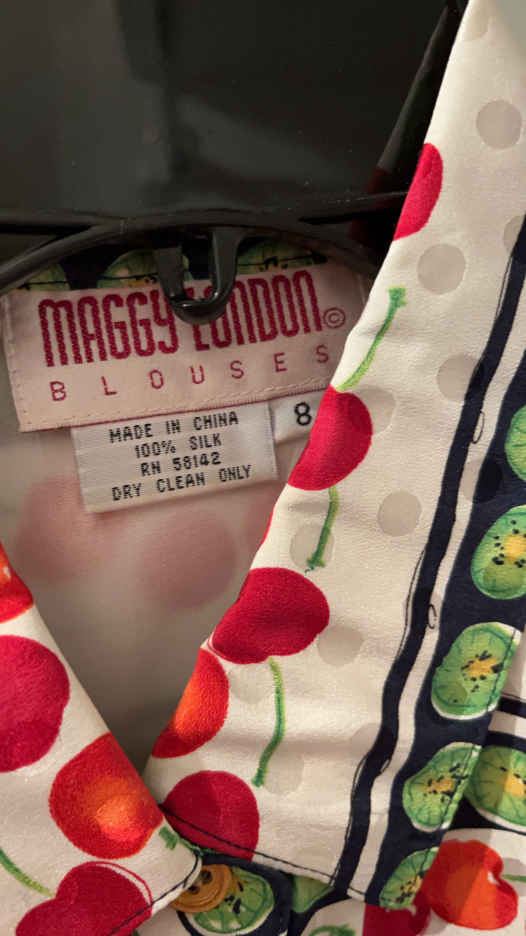 MAGGY LONDON©
BLOUSES
MADE IN CHINA
100% SILK
RN 58142
DRY CLEAN ONLY
8